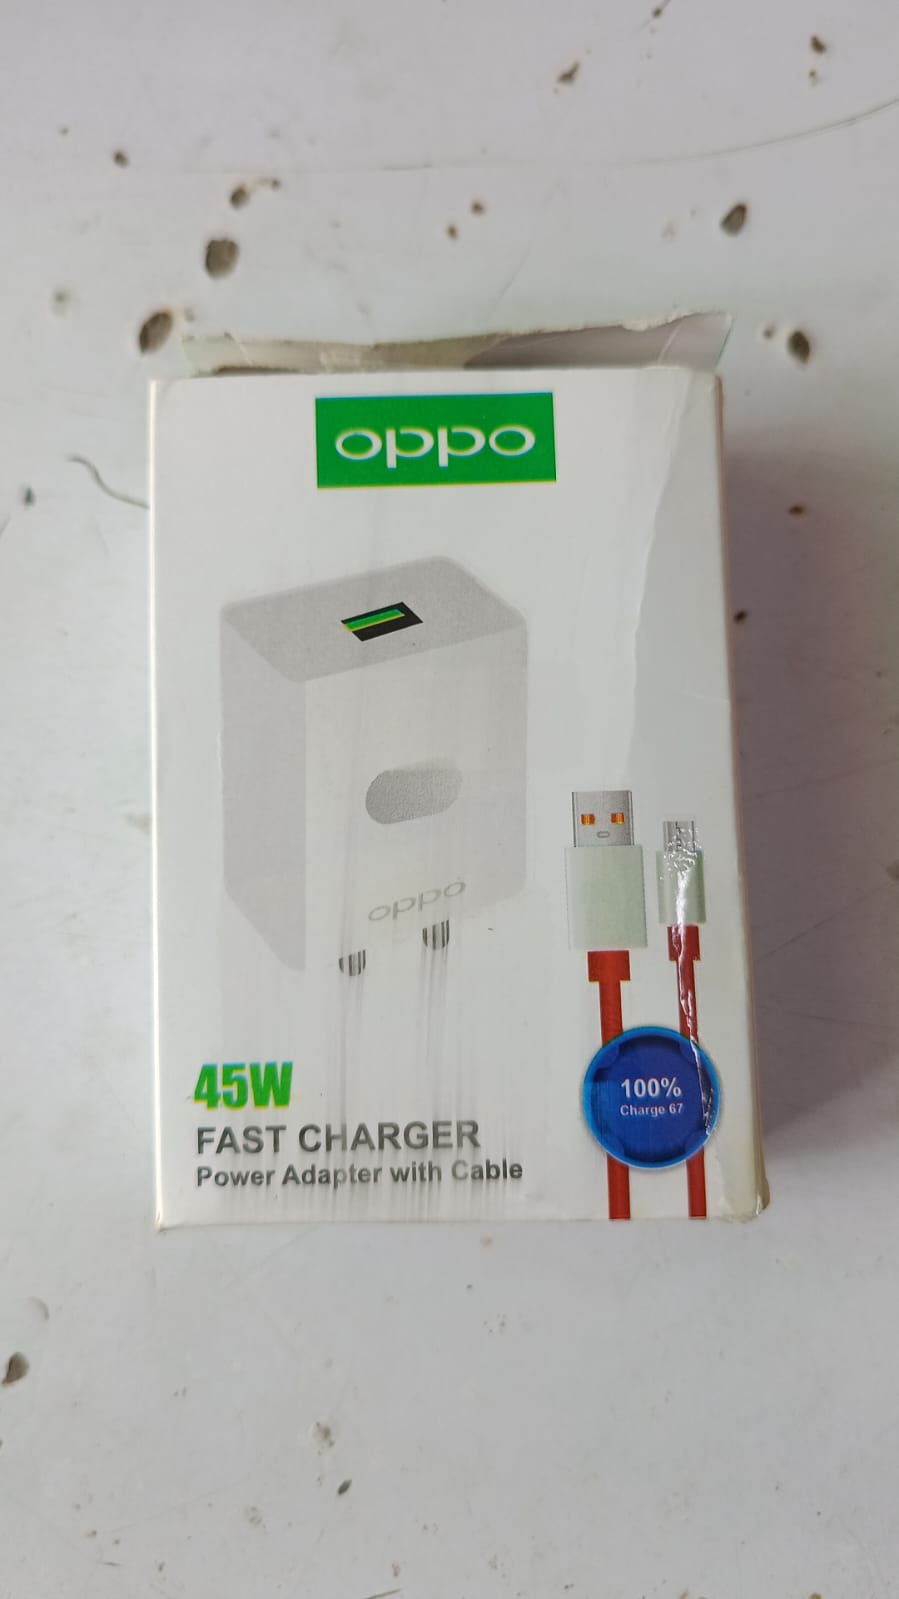 oppo
oppo
45W
FAST CHARGER
Power Adapter with Cable
100%
Charge 67